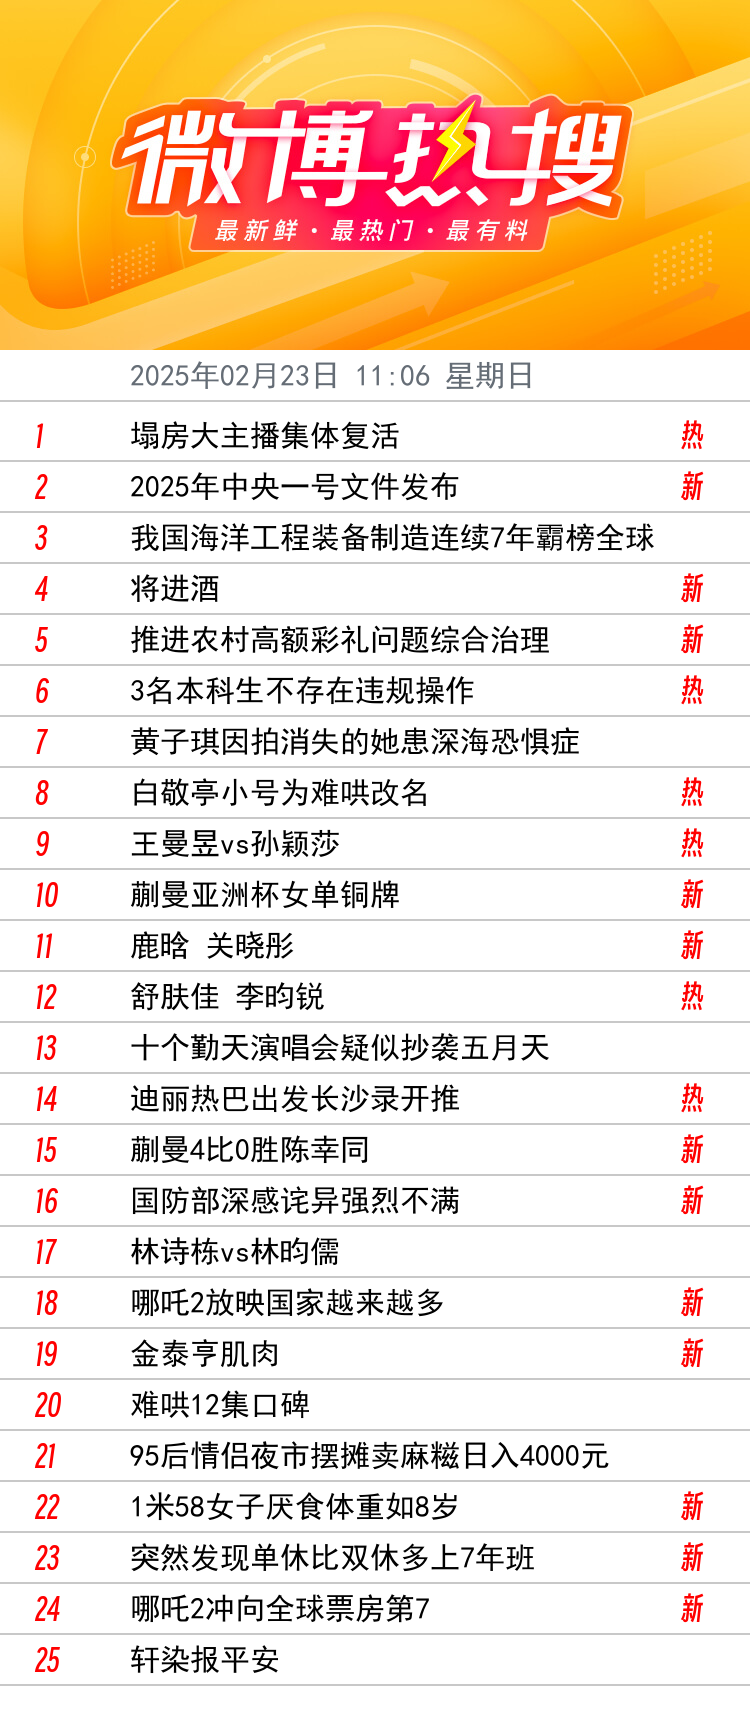 微博热搜
最新鲜·最热门·最有料
2025年02月23日 11:06 星期日
1 塌房大主播集体复活 热
2 2025年中央一号文件发布 新
3 我国海洋工程装备制造连续7年霸榜全球
4 将进酒 新
5 推进农村高额彩礼问题综合治理 新
6 3名本科生不存在违规操作 热
7 黄子琪因拍消失的她患深海恐惧症
8 白敬亭小号为难哄改名 热
9 王曼昱vs孙颖莎 热
10 蒯曼亚洲杯女单铜牌 新
11 鹿晗 关晓彤 新
12 舒肤佳 李昀锐 热
13 十个勤天演唱会疑似抄袭五月天
14 迪丽热巴出发长沙录开推 热
15 蒯曼4比0胜陈幸同 新
16 国防部深感诧异强烈不满 新
17 林诗栋vs林昀儒
18 哪吒2放映国家越来越多 新
19 金泰亨肌肉 新
20 难哄12集口碑
21 95后情侣夜市摆摊卖麻糍日入4000元
22 1米58女子厌食体重如8岁 新
23 突然发现单休比双休多上7年班 新
24 哪吒2冲向全球票房第7 新
25 轩染报平安